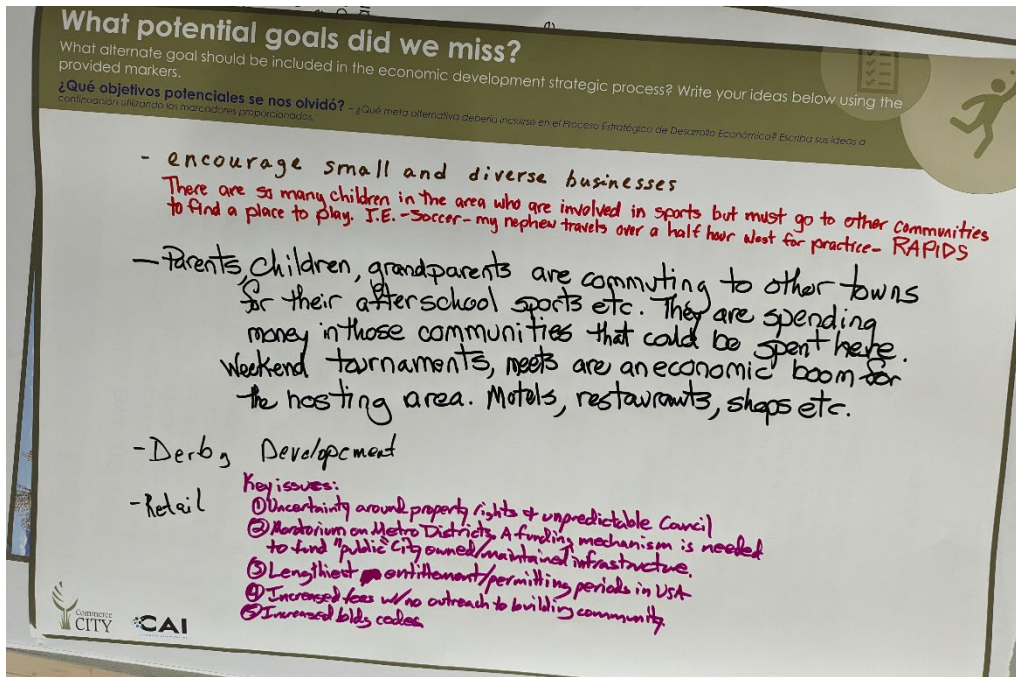 What potential goals did we miss?
What alternate goal should be included in the economic development strategic process? Write your ideas below using the
provided markers.
¿Qué objetivos potenciales se nos olvidó? – ¿Qué meta alternativa debería incluirse en el Proceso Estratégico de Desarrollo Económico? Escriba sus ideas a
continuación utilizando los marcadores proporcionados.
- encourage small and diverse businesses
There are so many children in the area who are involved in sports but must go to other communities
to find a place to play. I.E. -Soccer- my nephew travels over a half hour west for practice- RAPIDS
- Parents, Children, grandparents are commuting to other towns
for their afterschool sports etc. They are spending
money in those communities that could be spent here.
Weekend tournaments, meets are an economic boom for
the hosting area. Motels, restaurants, shops etc.
- Derby Developement
- Retail
Key issues:
① Uncertainty around property rights + unpredictable Council
② Moratorium on Metro Districts. A funding mechanism is needed
to fund "public" City owned/maintained infrastructure.
③ Lengthiest entitlement/permitting periods in USA
④ Increased fees w/no outreach to building community
⑤ Increased bldg codes
Commerce
CITY
CAI